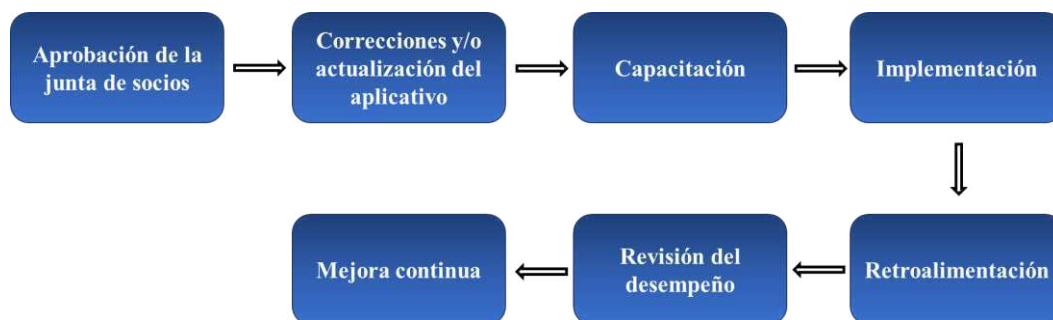 Aprobación de la
junta de socios
Correcciones y/o
actualización del
aplicativo
Capacitación
Implementación
Retroalimentación
Revisión del
desempeño
Mejora continua